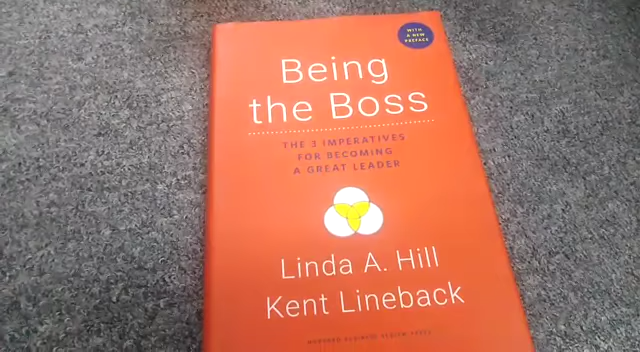 WITH
A NEW
PREFACE
Being
the Boss
THE 3 IMPERATIVES
FOR BECOMING
A GREAT LEADER
Linda A. Hill
Kent Lineback
HARVARD BUSINESS REVIEW PRESS